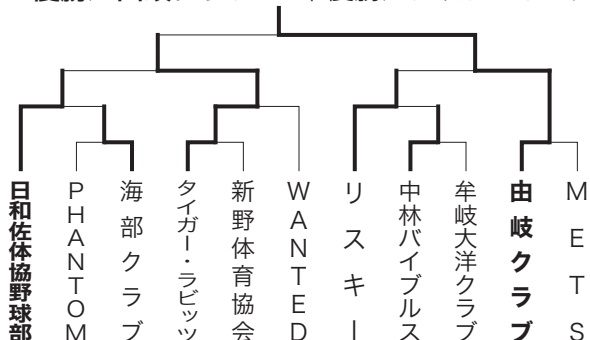 日和佐体協野球部
PHANTOM
海部クラブ
タイガー・ラビッツ
新野体育協会
WANTED
リスキー
中林バイブルス
牟岐大洋クラブ
由岐クラブ
METS